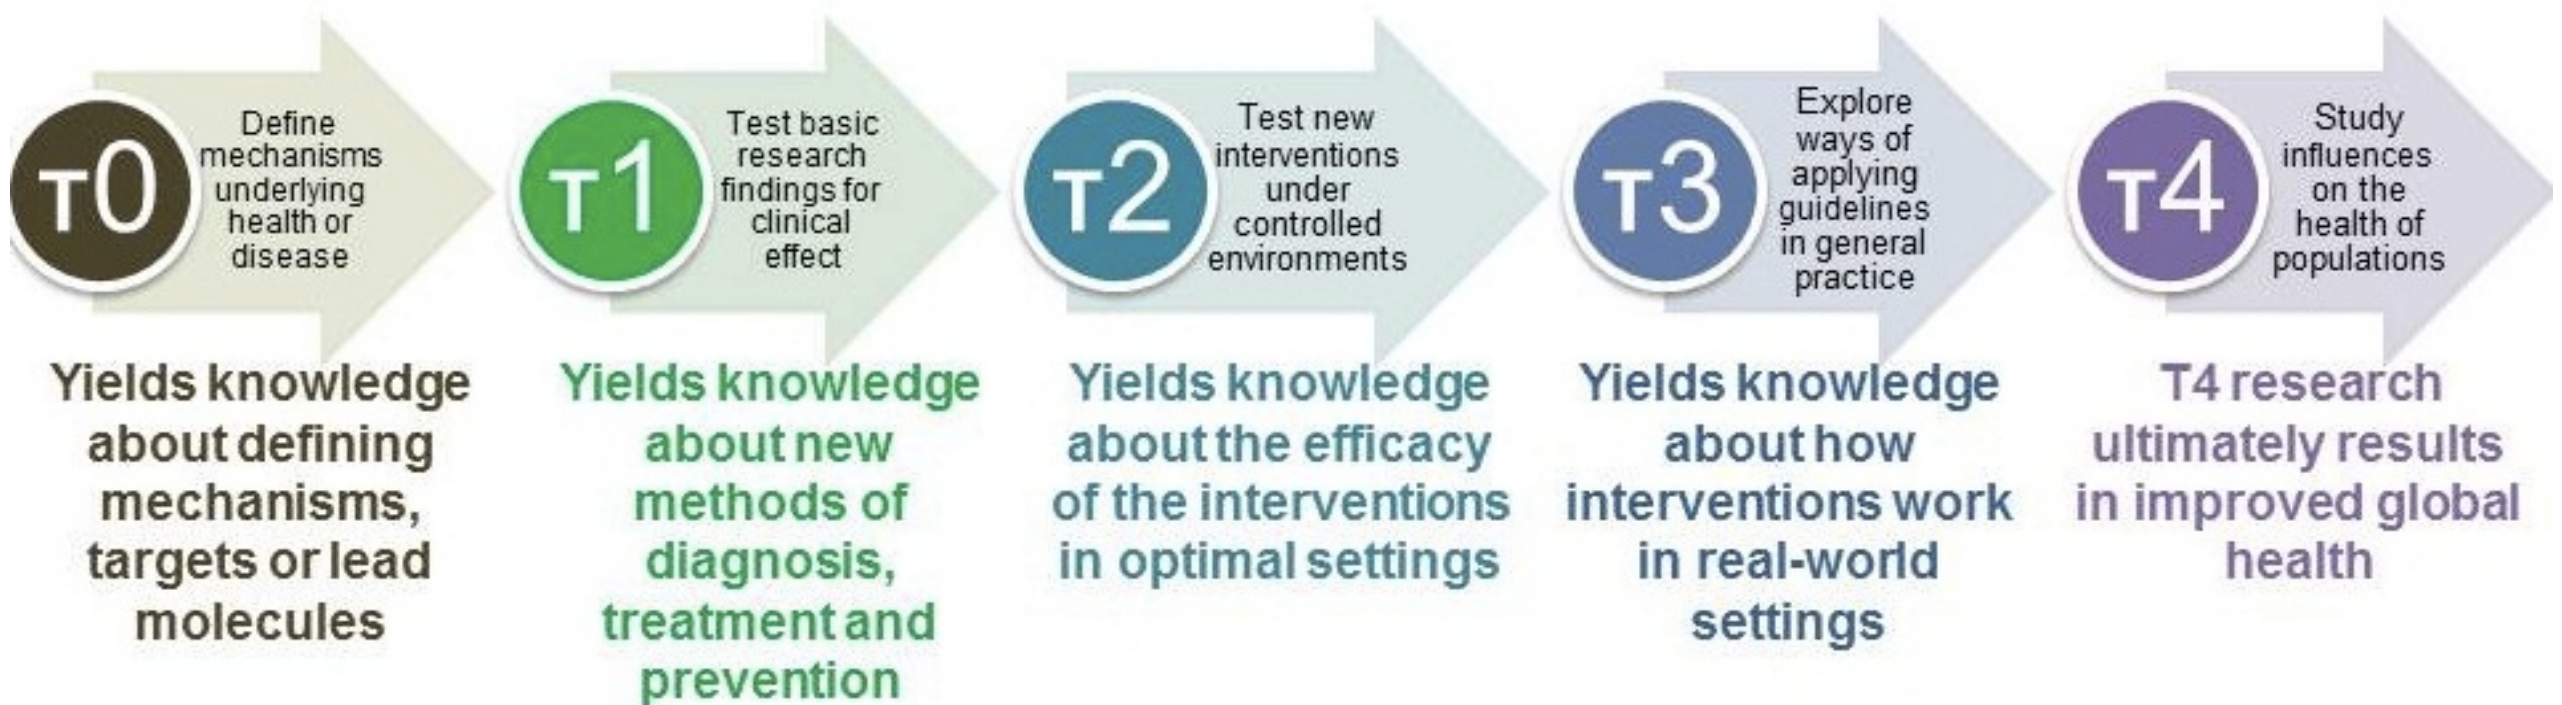 T0
Define
mechanisms
underlying
health or
disease
T1
Test basic
research
findings for
clinical
effect
T2
Test new
interventions
under
controlled
environments
T3
Explore
ways of
applying
guidelines
in general
practice
T4
Study
influences
on the
health of
populations
Yields knowledge
about defining
mechanisms,
targets or lead
molecules
Yields knowledge
about new
methods of
diagnosis,
treatment and
prevention
Yields knowledge
about the efficacy
of the interventions
in optimal settings
Yields knowledge
about how
interventions work
in real-world
settings
T4 research
ultimately results
in improved global
health